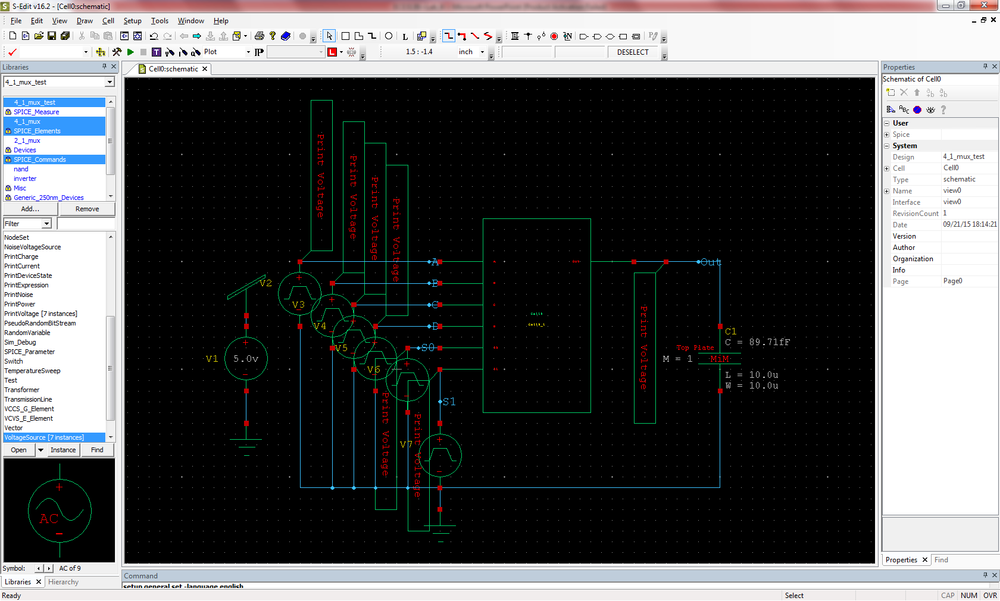 S-Edit v16.2 - [Cell0:schematic]
File Edit View Draw Cell Setup Tools Window Help
Plot
1.5 : -1.4 inch
DESELECT
Libraries
4_1_mux_test
4_1_mux_test
SPICE_Measure
4_1_mux
SPICE_Elements
2_1_mux
Devices
SPICE_Commands
nand
inverter
Misc
Generic_250nm_Devices
Add... Remove
Filter
NodeSet
NoiseVoltageSource
PrintCharge
PrintCurrent
PrintDeviceState
PrintExpression
PrintNoise
PrintPower
PrintVoltage [7 instances]
PseudoRandomBitStream
RandomVariable
Sim_Debug
SPICE_Parameter
Switch
TemperatureSweep
Test
Transformer
TransmissionLine
VCCS_G_Element
VCVS_E_Element
Vector
VoltageSource [7 instances]
Open Instance Find
AC
Symbol: AC of 9
Libraries Hierarchy
Cell0:schematic
Print Voltage
Print Voltage
Print Voltage
Print Voltage
A
B
C
D
S0
S1
V2
V3
V4
V5
V6
V7
V1
5.0v
Print Voltage
Print Voltage
Out
Print Voltage
C1
C = 89.71fF
Top Plate
M = 1
MiM
L = 10.0u
W = 10.0u
Command
setup general set -language english
Properties
Schematic of Cell0
User
Spice
System
Design 4_1_mux_test
Cell Cell0
Type schematic
Name view0
Interface view0
RevisionCount 1
Date 09/21/15 18:14:21
Version
Author
Organization
Info
Page Page0
Properties Find
Ready Select CAP NUM OVR